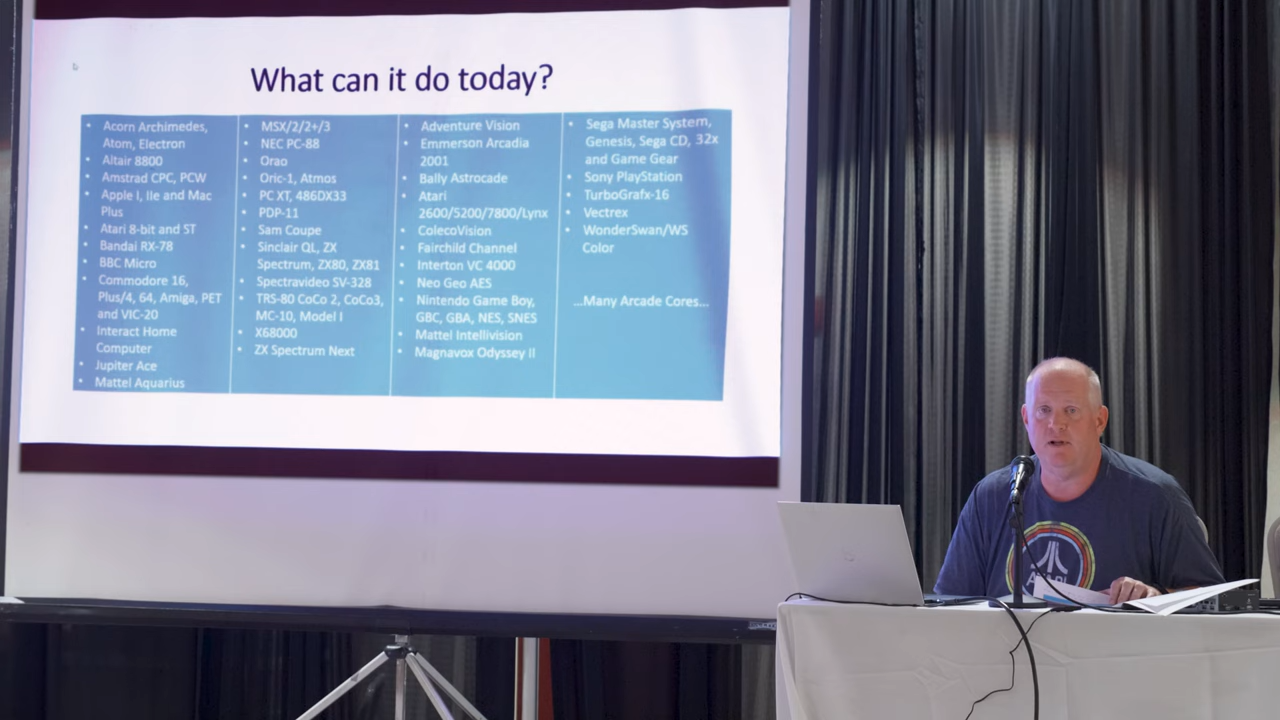 What can it do today?
• Acorn Archimedes,
Atom, Electron
• Altair 8800
• Amstrad CPC, PCW
• Apple I, IIe and Mac
Plus
• Atari 8-bit and ST
• Bandai RX-78
• BBC Micro
• Commodore 16,
Plus/4, 64, Amiga, PET
and VIC-20
• Interact Home
Computer
• Jupiter Ace
• Mattel Aquarius
• MSX/2/2+/3
• NEC PC-88
• Orao
• Oric-1, Atmos
• PC XT, 486DX33
• PDP-11
• Sam Coupe
• Sinclair QL, ZX
Spectrum, ZX80, ZX81
• Spectravideo SV-328
• TRS-80 CoCo 2, CoCo3,
MC-10, Model I
• X68000
• ZX Spectrum Next
• Adventure Vision
• Emmerson Arcadia
2001
• Bally Astrocade
• Atari
2600/5200/7800/Lynx
• ColecoVision
• Fairchild Channel
• Interton VC 4000
• Neo Geo AES
• Nintendo Game Boy,
GBC, GBA, NES, SNES
• Mattel Intellivision
• Magnavox Odyssey II
• Sega Master System,
Genesis, Sega CD, 32x
and Game Gear
• Sony PlayStation
• TurboGrafx-16
• Vectrex
• WonderSwan/WS
Color
...Many Arcade Cores...
ATARI